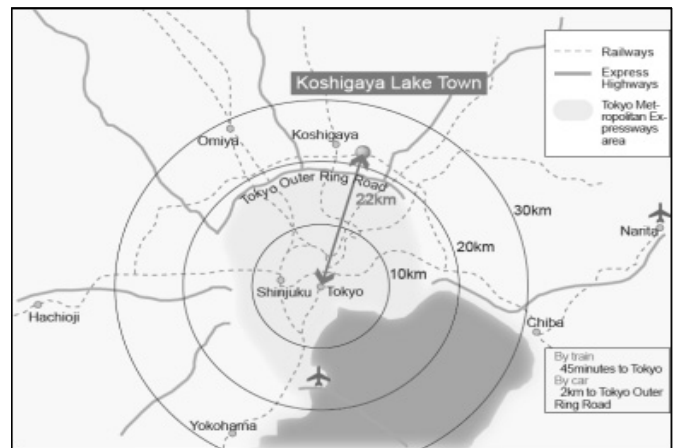 Railways
Express
Highways
Tokyo Met-
ropolitan Ex-
pressways
area
Koshigaya Lake Town
Koshigaya
Omiya
Tokyo Outer Ring Road
22km
30km
20km
10km
Narita
Shinjuku
Tokyo
Hachioji
Chiba
Yokohama
By train
45minutes to Tokyo
By car
2km to Tokyo Outer
Ring Road